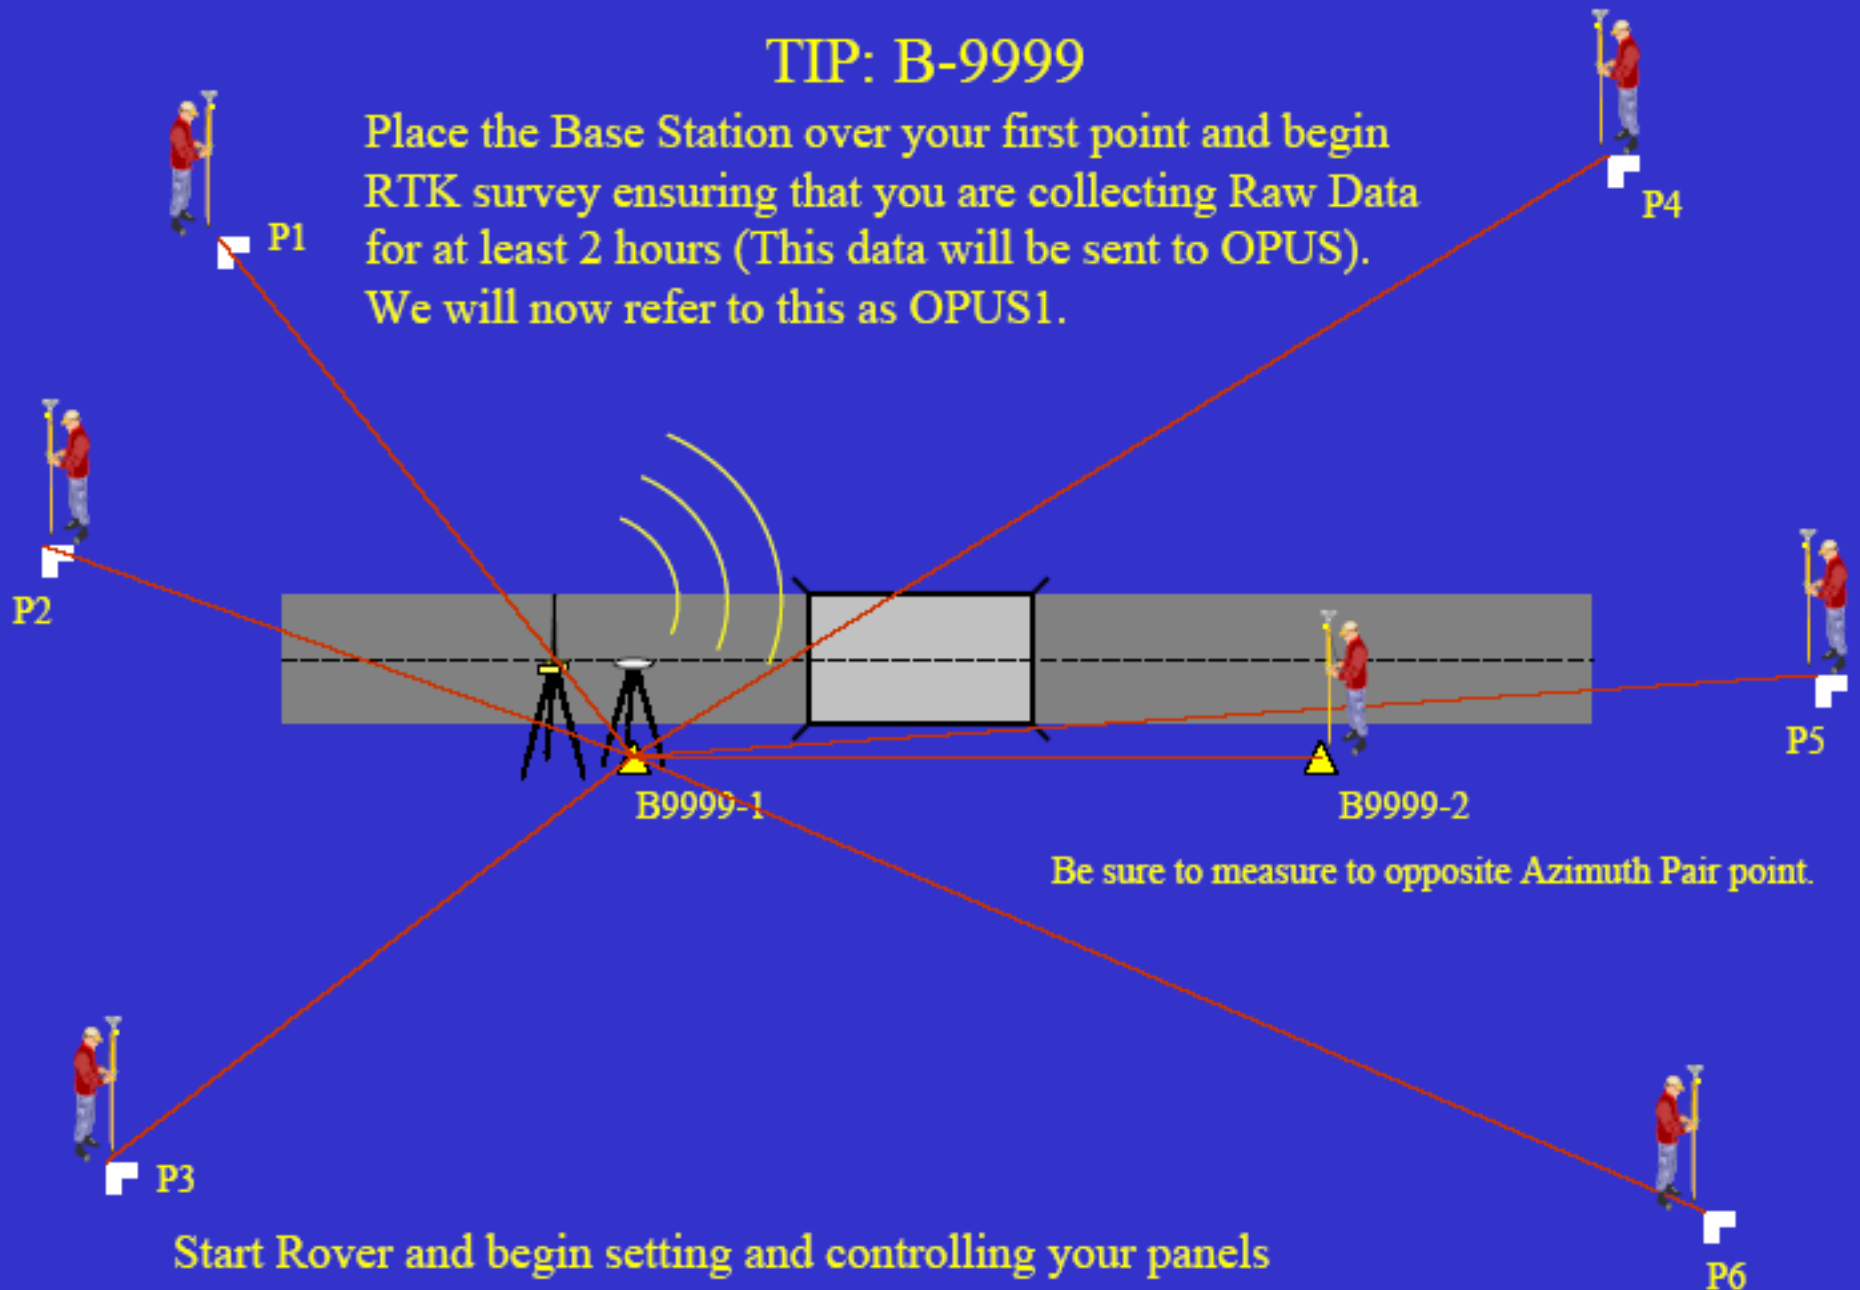 TIP: B-9999
Place the Base Station over your first point and begin
RTK survey ensuring that you are collecting Raw Data
for at least 2 hours (This data will be sent to OPUS).
We will now refer to this as OPUS1.
P1
P4
P2
P5
B9999-1
B9999-2
Be sure to measure to opposite Azimuth Pair point.
P3
Start Rover and begin setting and controlling your panels
P6